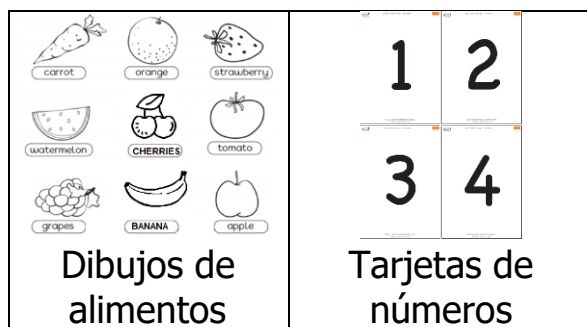 carrot
orange
strawberry
watermelon
CHERRIES
tomato
grapes
BANANA
apple
Dibujos de
alimentos
1
2
3
4
Tarjetas de
números